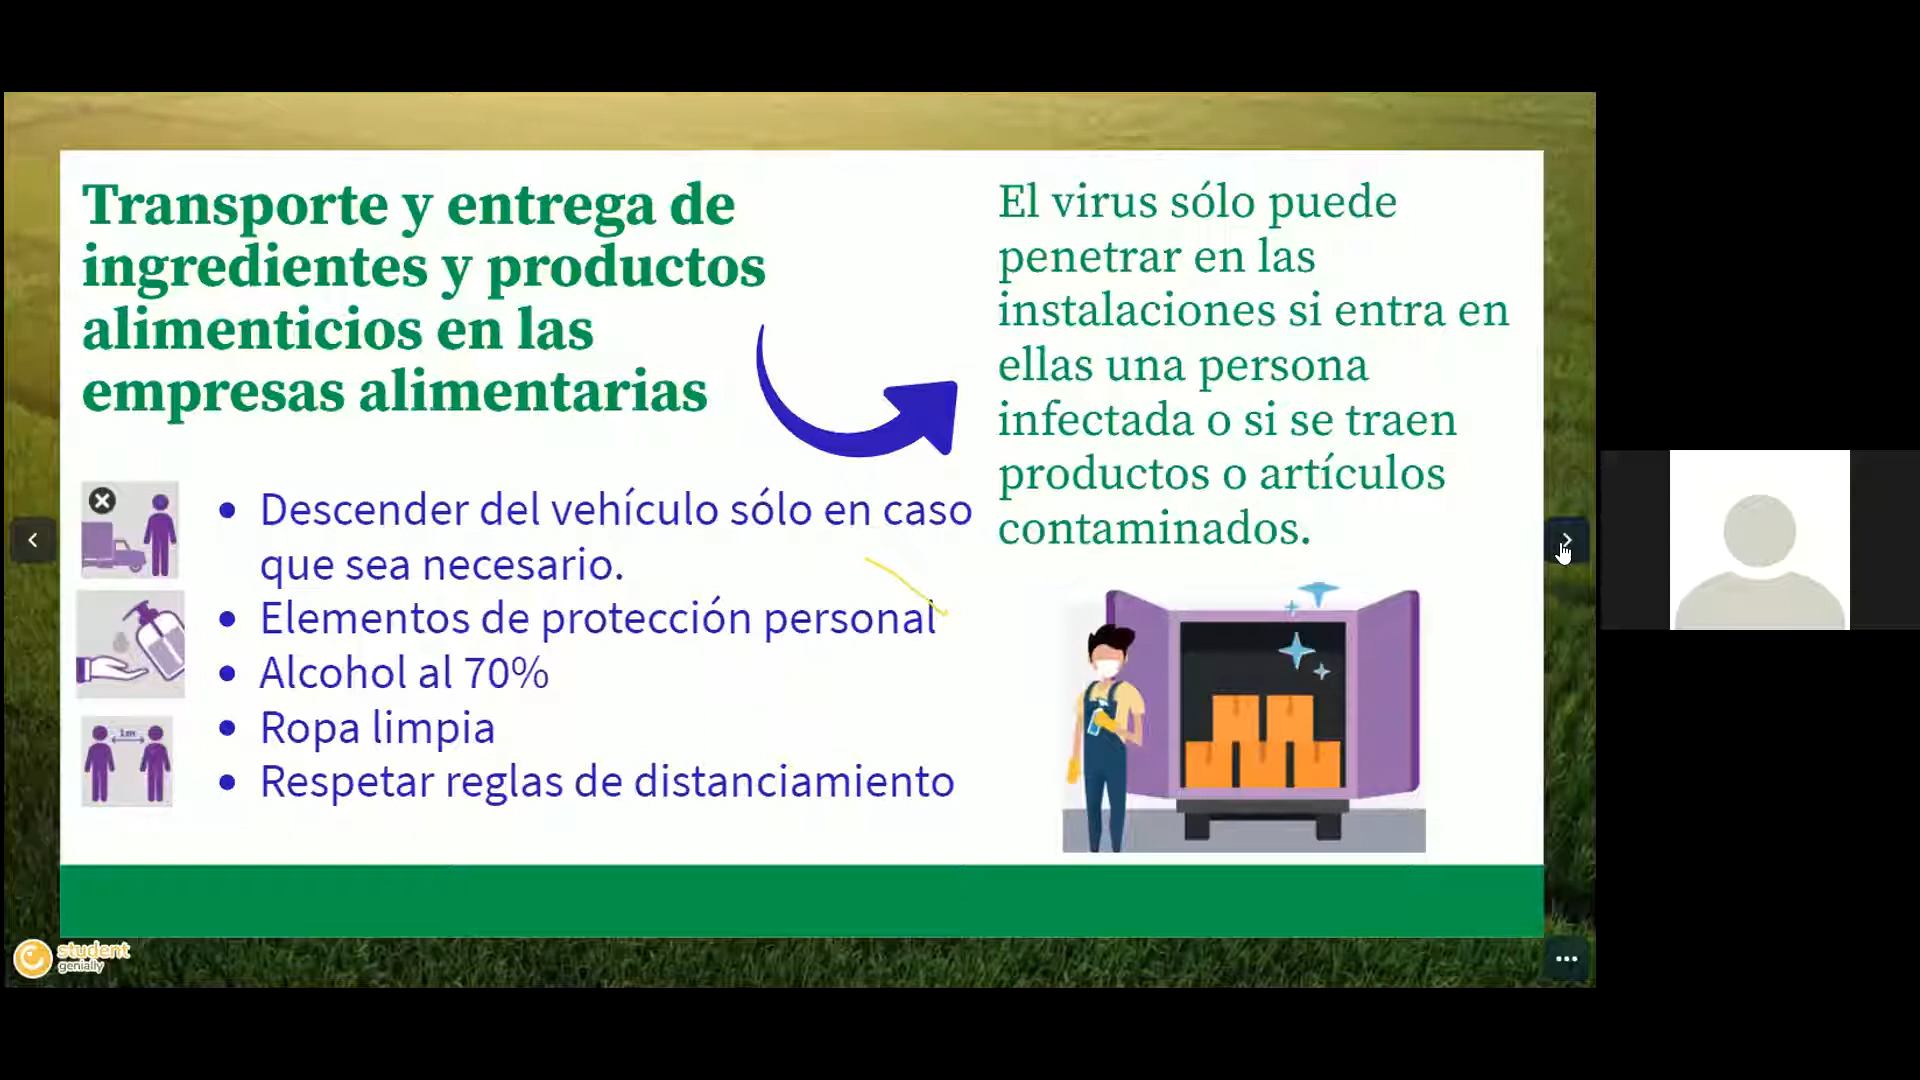 Transporte y entrega de
ingredientes y productos
alimenticios en las
empresas alimentarias
El virus sólo puede
penetrar en las
instalaciones si entra en
ellas una persona
infectada o si se traen
productos o artículos
contaminados.
• Descender del vehículo sólo en caso
que sea necesario.
• Elementos de protección personal
• Alcohol al 70%
• Ropa limpia
• Respetar reglas de distanciamiento
1m
student
genially